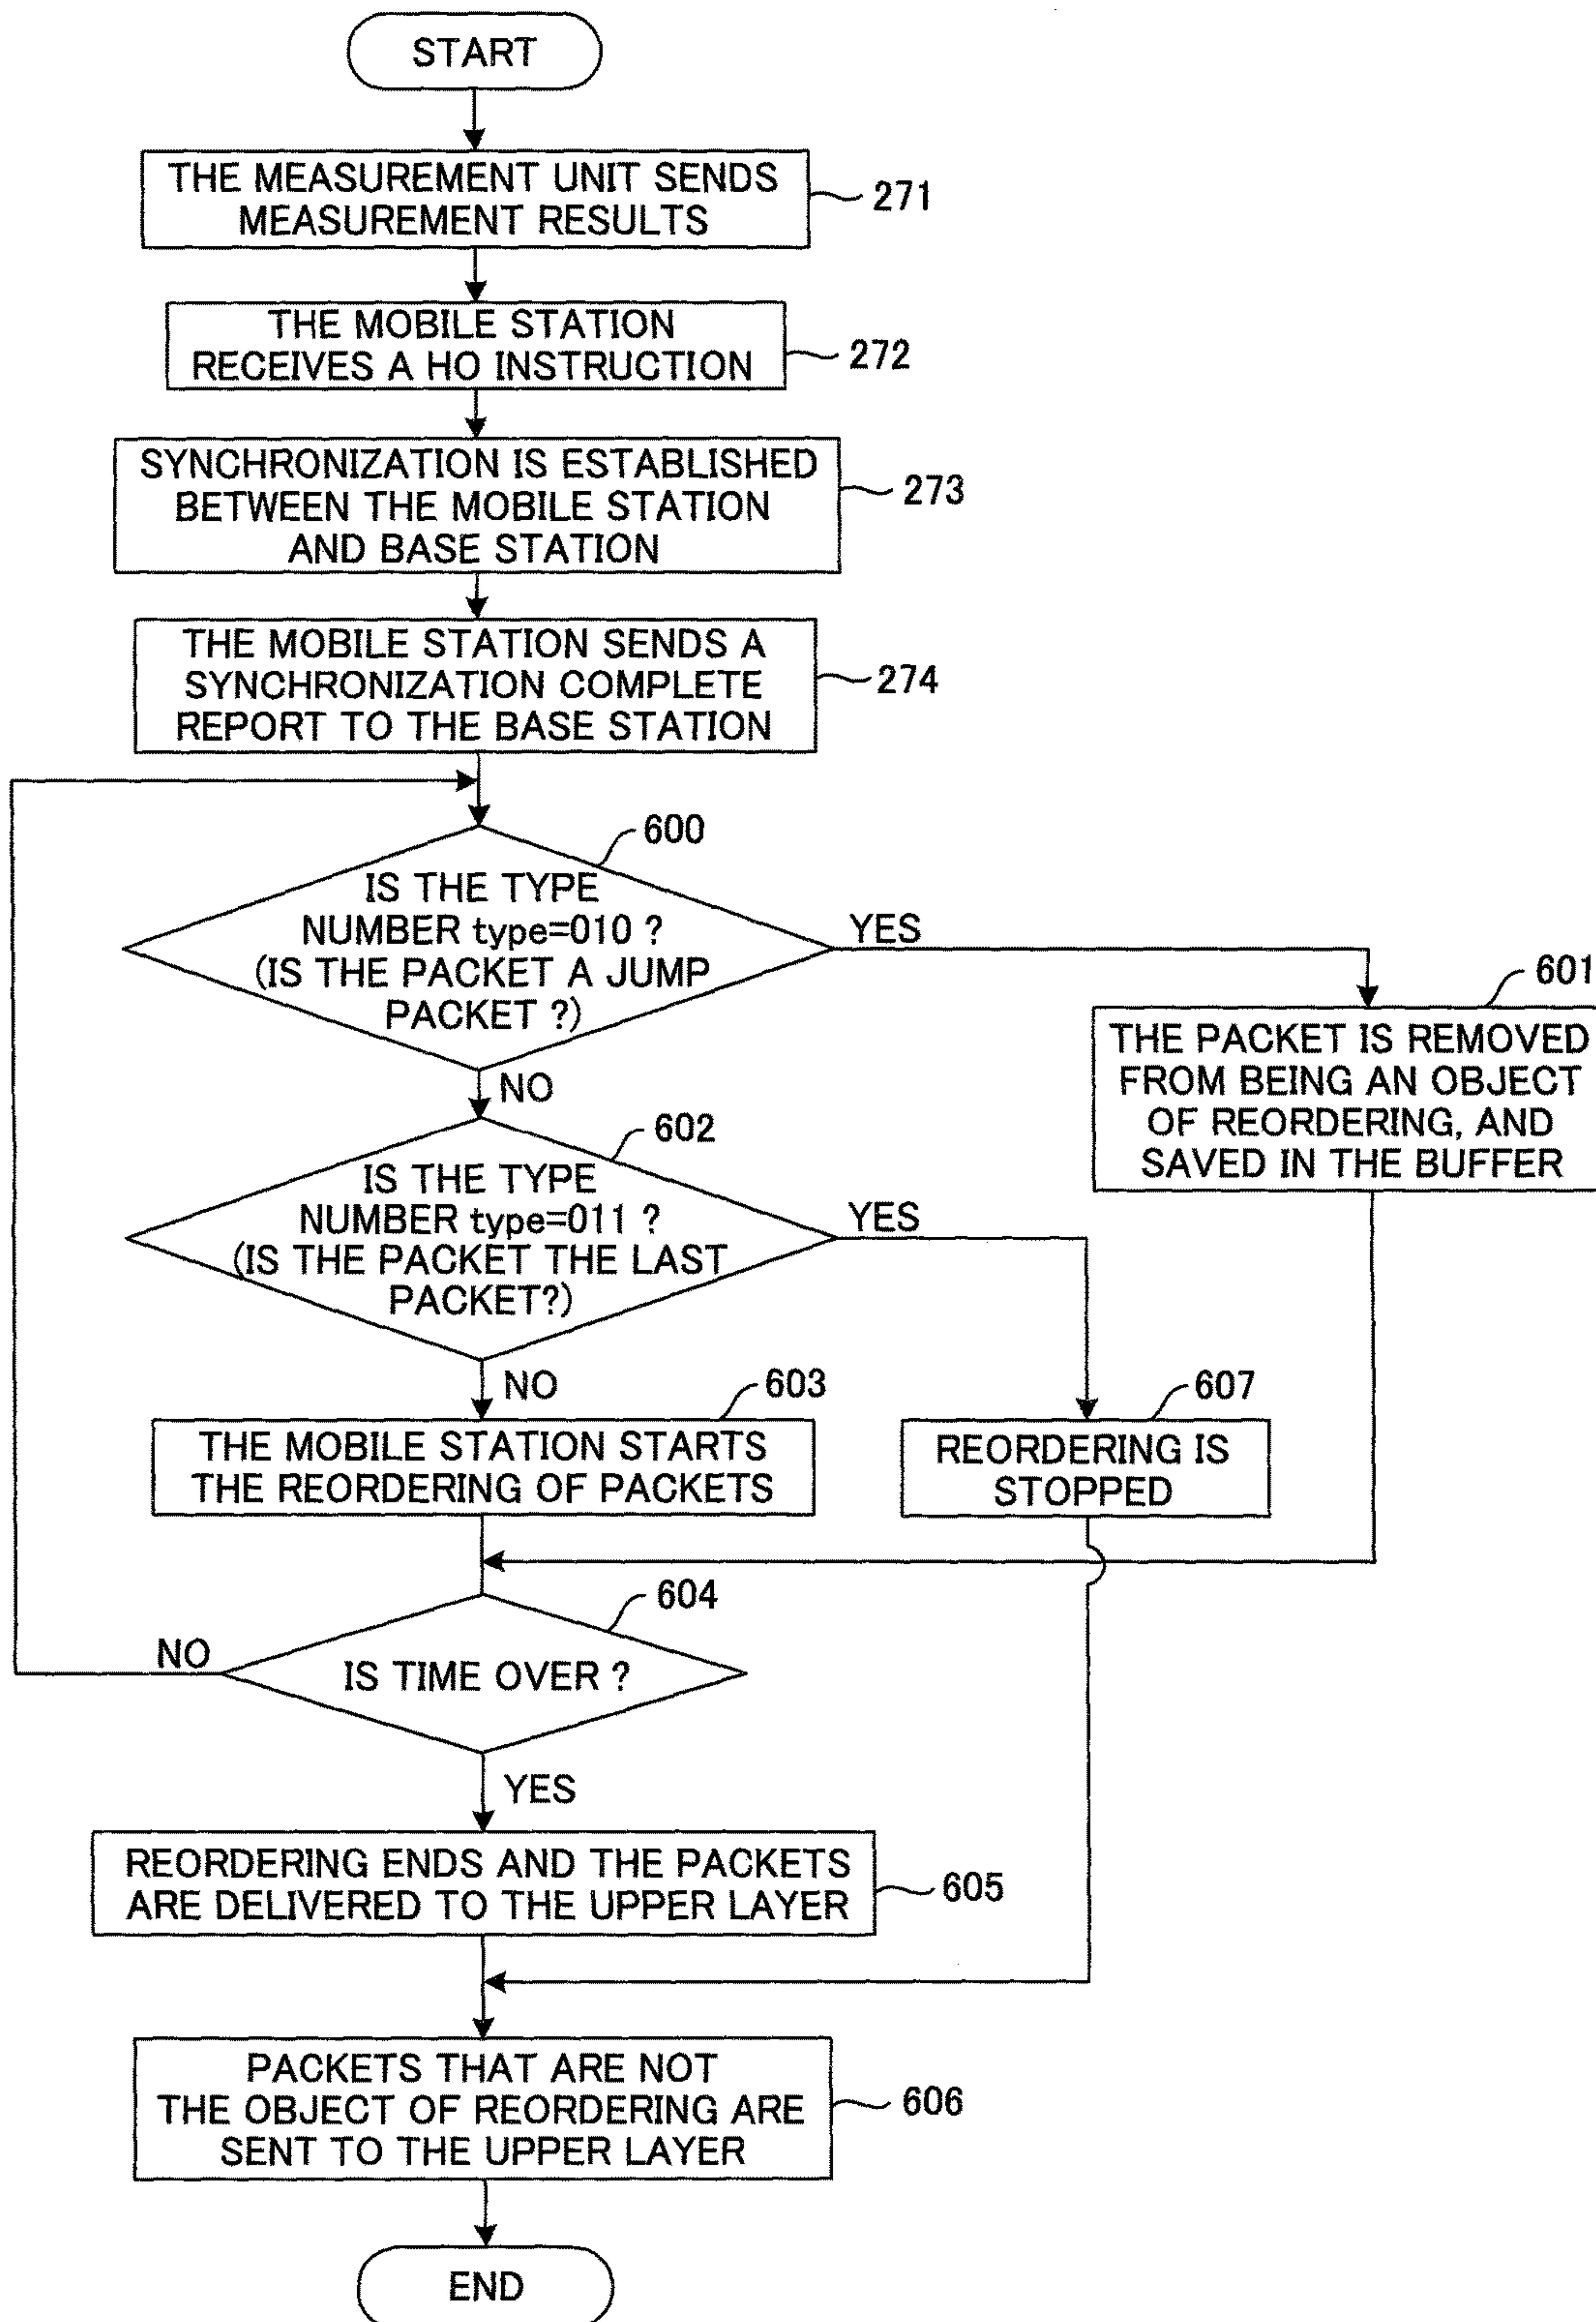 START
THE MEASUREMENT UNIT SENDS
MEASUREMENT RESULTS
271
THE MOBILE STATION
RECEIVES A HO INSTRUCTION
272
SYNCHRONIZATION IS ESTABLISHED
BETWEEN THE MOBILE STATION
AND BASE STATION
273
THE MOBILE STATION SENDS A
SYNCHRONIZATION COMPLETE
REPORT TO THE BASE STATION
274
600
IS THE TYPE
NUMBER type=010 ?
(IS THE PACKET A JUMP
PACKET ?)
YES
NO
601
THE PACKET IS REMOVED
FROM BEING AN OBJECT
OF REORDERING, AND
SAVED IN THE BUFFER
602
IS THE TYPE
NUMBER type=011 ?
(IS THE PACKET THE LAST
PACKET?)
YES
NO
603
THE MOBILE STATION STARTS
THE REORDERING OF PACKETS
607
REORDERING IS
STOPPED
604
IS TIME OVER ?
NO
YES
REORDERING ENDS AND THE PACKETS
ARE DELIVERED TO THE UPPER LAYER
605
PACKETS THAT ARE NOT
THE OBJECT OF REORDERING ARE
SENT TO THE UPPER LAYER
606
END